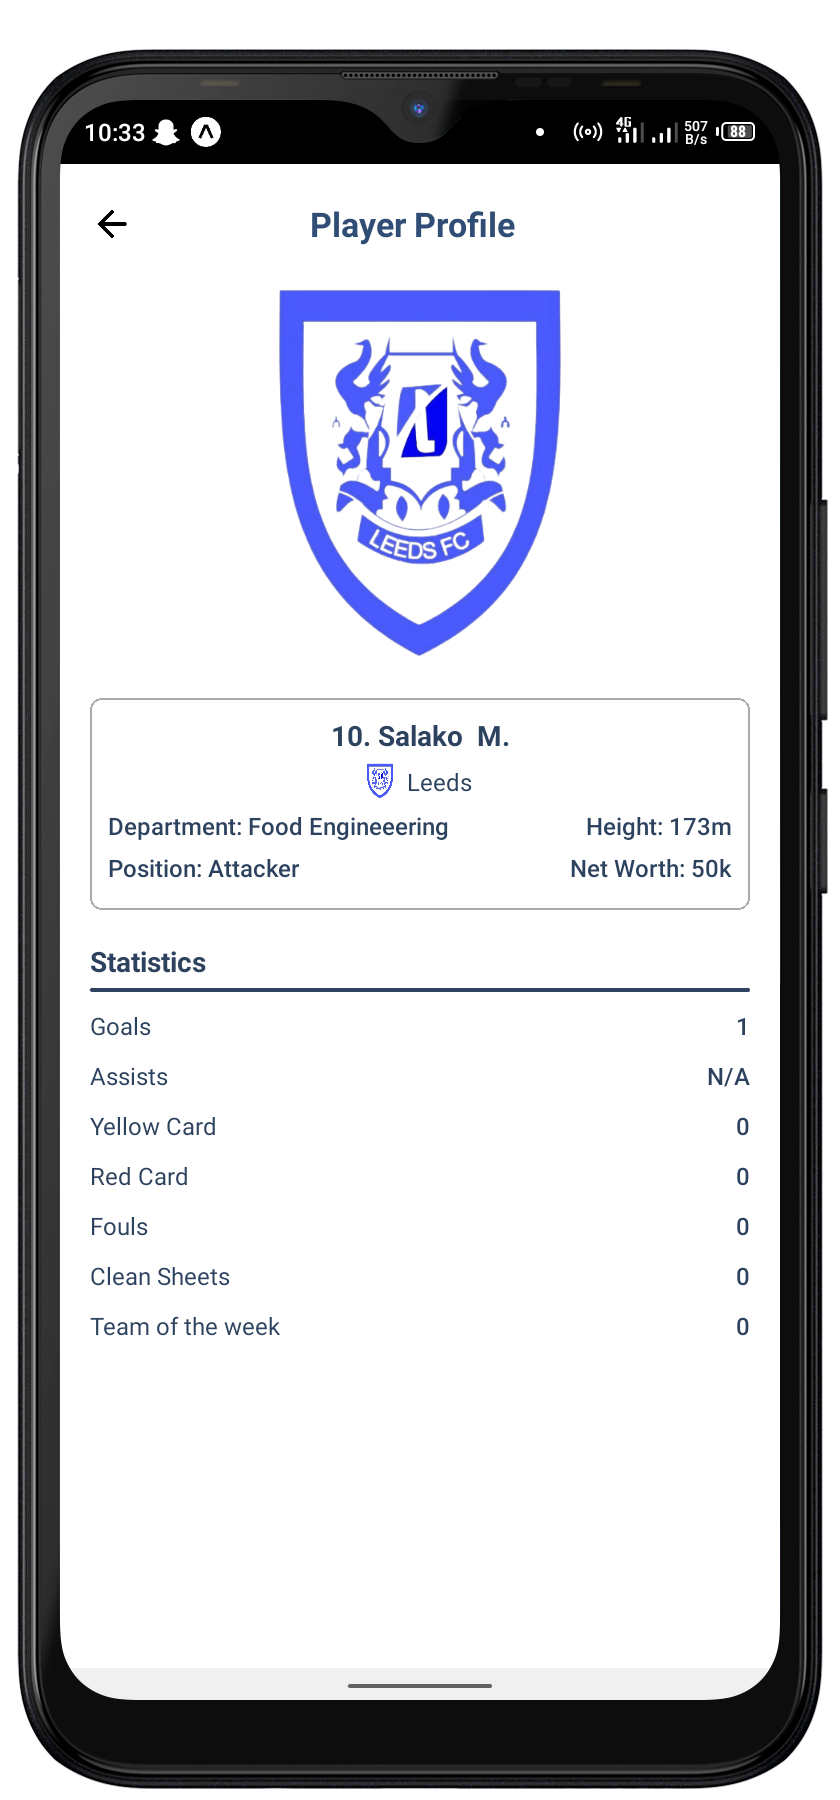 10:33 4G 507 B/s 88
Player Profile
LEEDS FC
10. Salako  M.
Leeds
Department: Food Engineeering Height: 173m
Position: Attacker Net Worth: 50k
Statistics
Goals 1
Assists N/A
Yellow Card 0
Red Card 0
Fouls 0
Clean Sheets 0
Team of the week 0